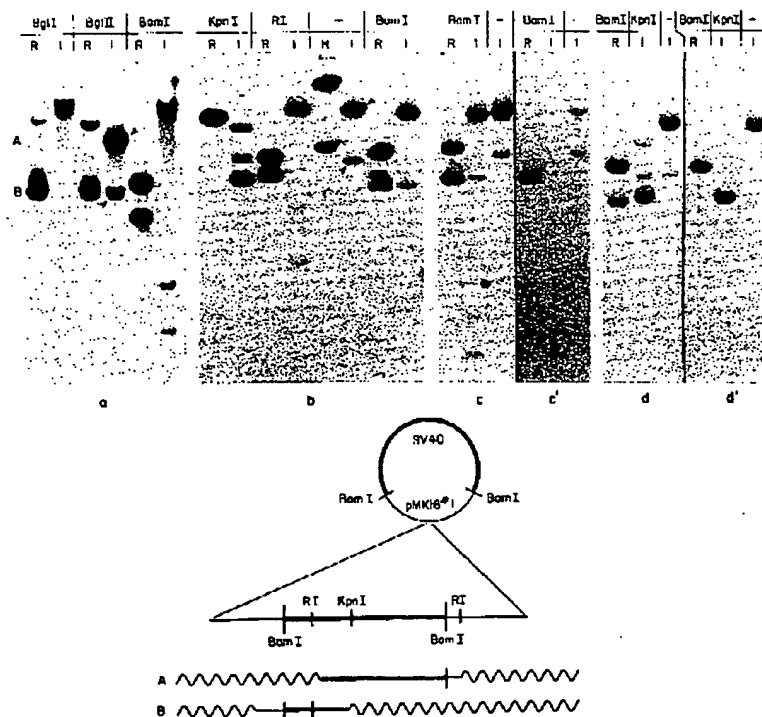 BglI BglII BamI KpnI RI – BamI BamI – BamI - BamI KpnI – BamI KpnI –
R I R I R I R I R I R I R I I R I R I I
A
B
a b c c' d d'
SV40
BamI BamI
pMK16#1
RI KpnI RI
BamI BamI
A
B